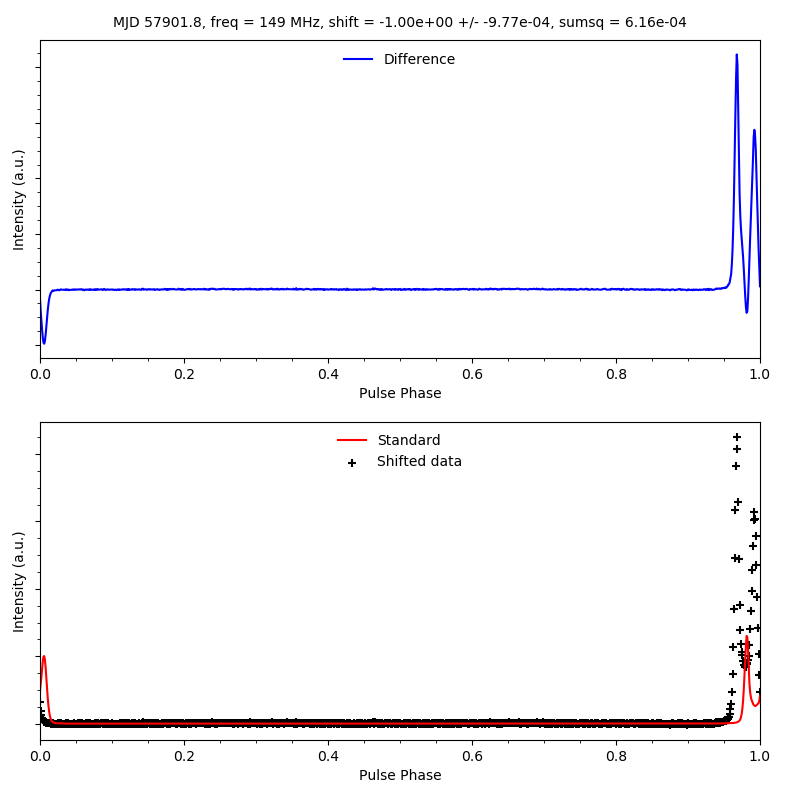 MJD 57901.8, freq = 149 MHz, shift = -1.00e+00 +/- -9.77e-04, sumsq = 6.16e-04
Difference
Intensity (a.u.)
0.0 0.2 0.4 0.6 0.8 1.0
Pulse Phase
Standard
Shifted data
Intensity (a.u.)
0.0 0.2 0.4 0.6 0.8 1.0
Pulse Phase